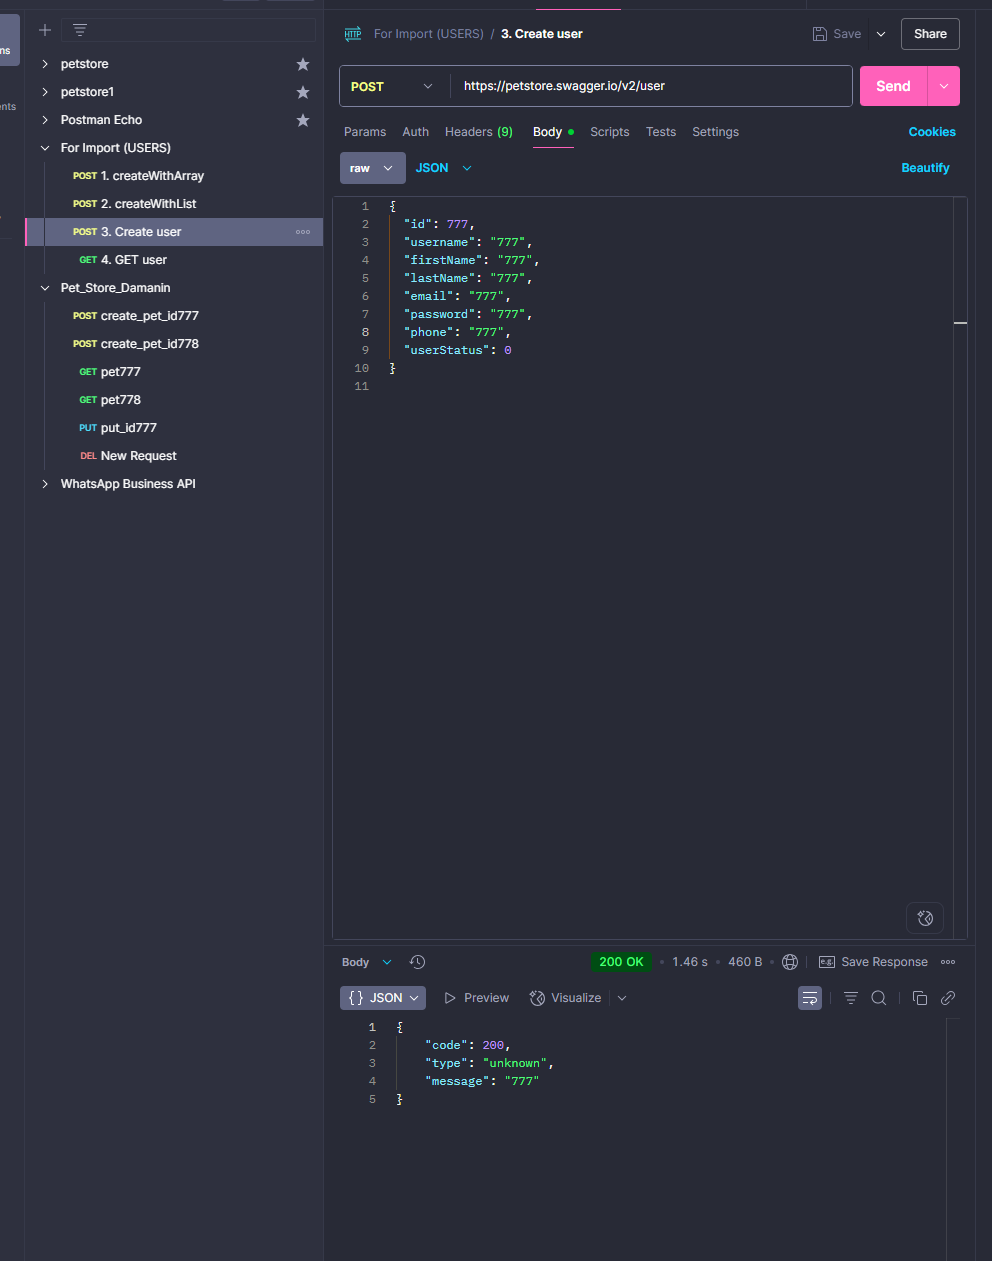 ns
ents
petstore
petstore1
Postman Echo
For Import (USERS)
POST 1. createWithArray
POST 2. createWithList
POST 3. Create user
GET 4. GET user
Pet_Store_Damanin
POST create_pet_id777
POST create_pet_id778
GET pet777
GET pet778
PUT put_id777
DEL New Request
WhatsApp Business API
HTTP For Import (USERS) / 3. Create user
Save
Share
POST https://petstore.swagger.io/v2/user
Send
Params Auth Headers (9) Body Scripts Tests Settings Cookies
raw JSON Beautify
1 {
2 "id": 777,
3 "username": "777",
4 "firstName": "777",
5 "lastName": "777",
6 "email": "777",
7 "password": "777",
8 "phone": "777",
9 "userStatus": 0
10 }
11
Body 200 OK • 1.46 s • 460 B • e.g. Save Response
{} JSON Preview Visualize
1 {
2 "code": 200,
3 "type": "unknown",
4 "message": "777"
5 }